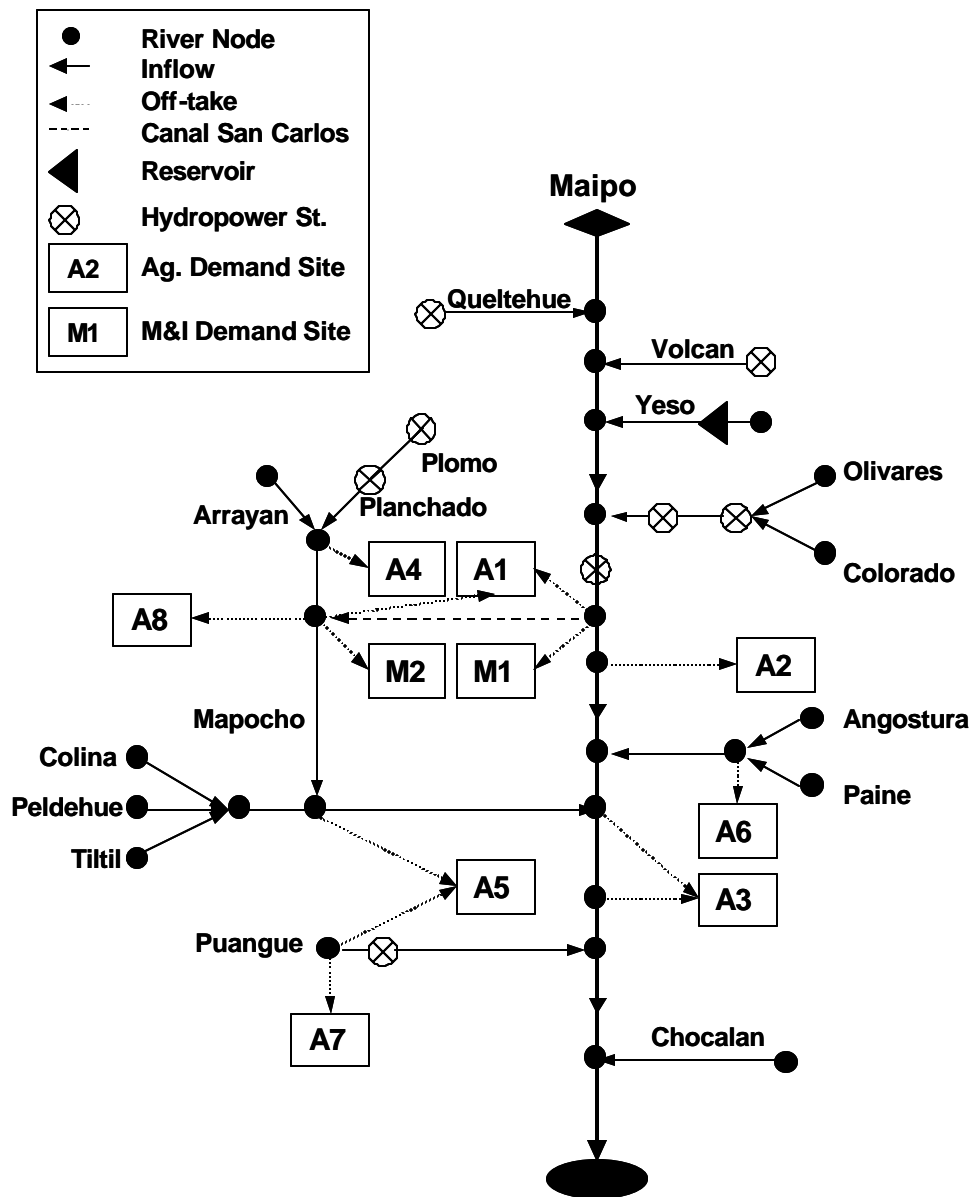 River Node
Inflow
Off-take
Canal San Carlos
Reservoir
Hydropower St.
A2 Ag. Demand Site
M1 M&I Demand Site
Maipo
Queltehue
Volcan
Yeso
Plomo
Planchado
Arrayan
Olivares
Colorado
A4
A1
A8
M2
M1
A2
Mapocho
Angostura
Paine
Colina
Peldehue
Tiltil
A6
A5
A3
Puangue
A7
Chocalan